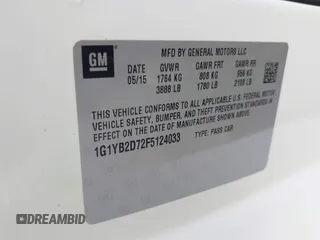 GM
MFD BY GENERAL MOTORS LLC
DATE GVWR GAWR FRT GAWR RR
05/15 1764 KG 808 KG 956 KG
3888 LB 1780 LB 2108 LB
THIS VEHICLE CONFORMS TO ALL APPLICABLE U.S. FEDERAL MOTOR
VEHICLE SAFETY, BUMPER, AND THEFT PREVENTION STANDARDS
IN EFFECT ON THE DATE OF MANUFACTURE SHOWN ABOVE.
1G1YB2D72F5124033 TYPE: PASS CAR
DREAMBID